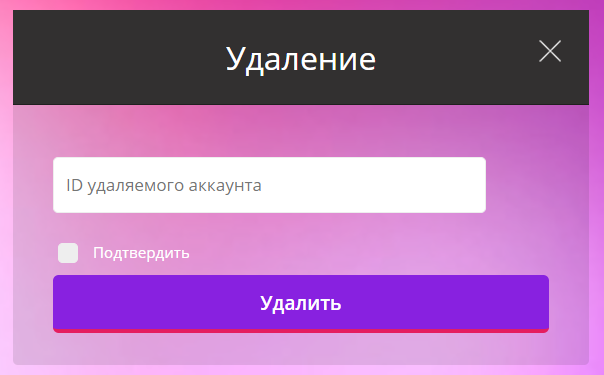 Удаление
ID удаляемого аккаунта
Подтвердить
Удалить